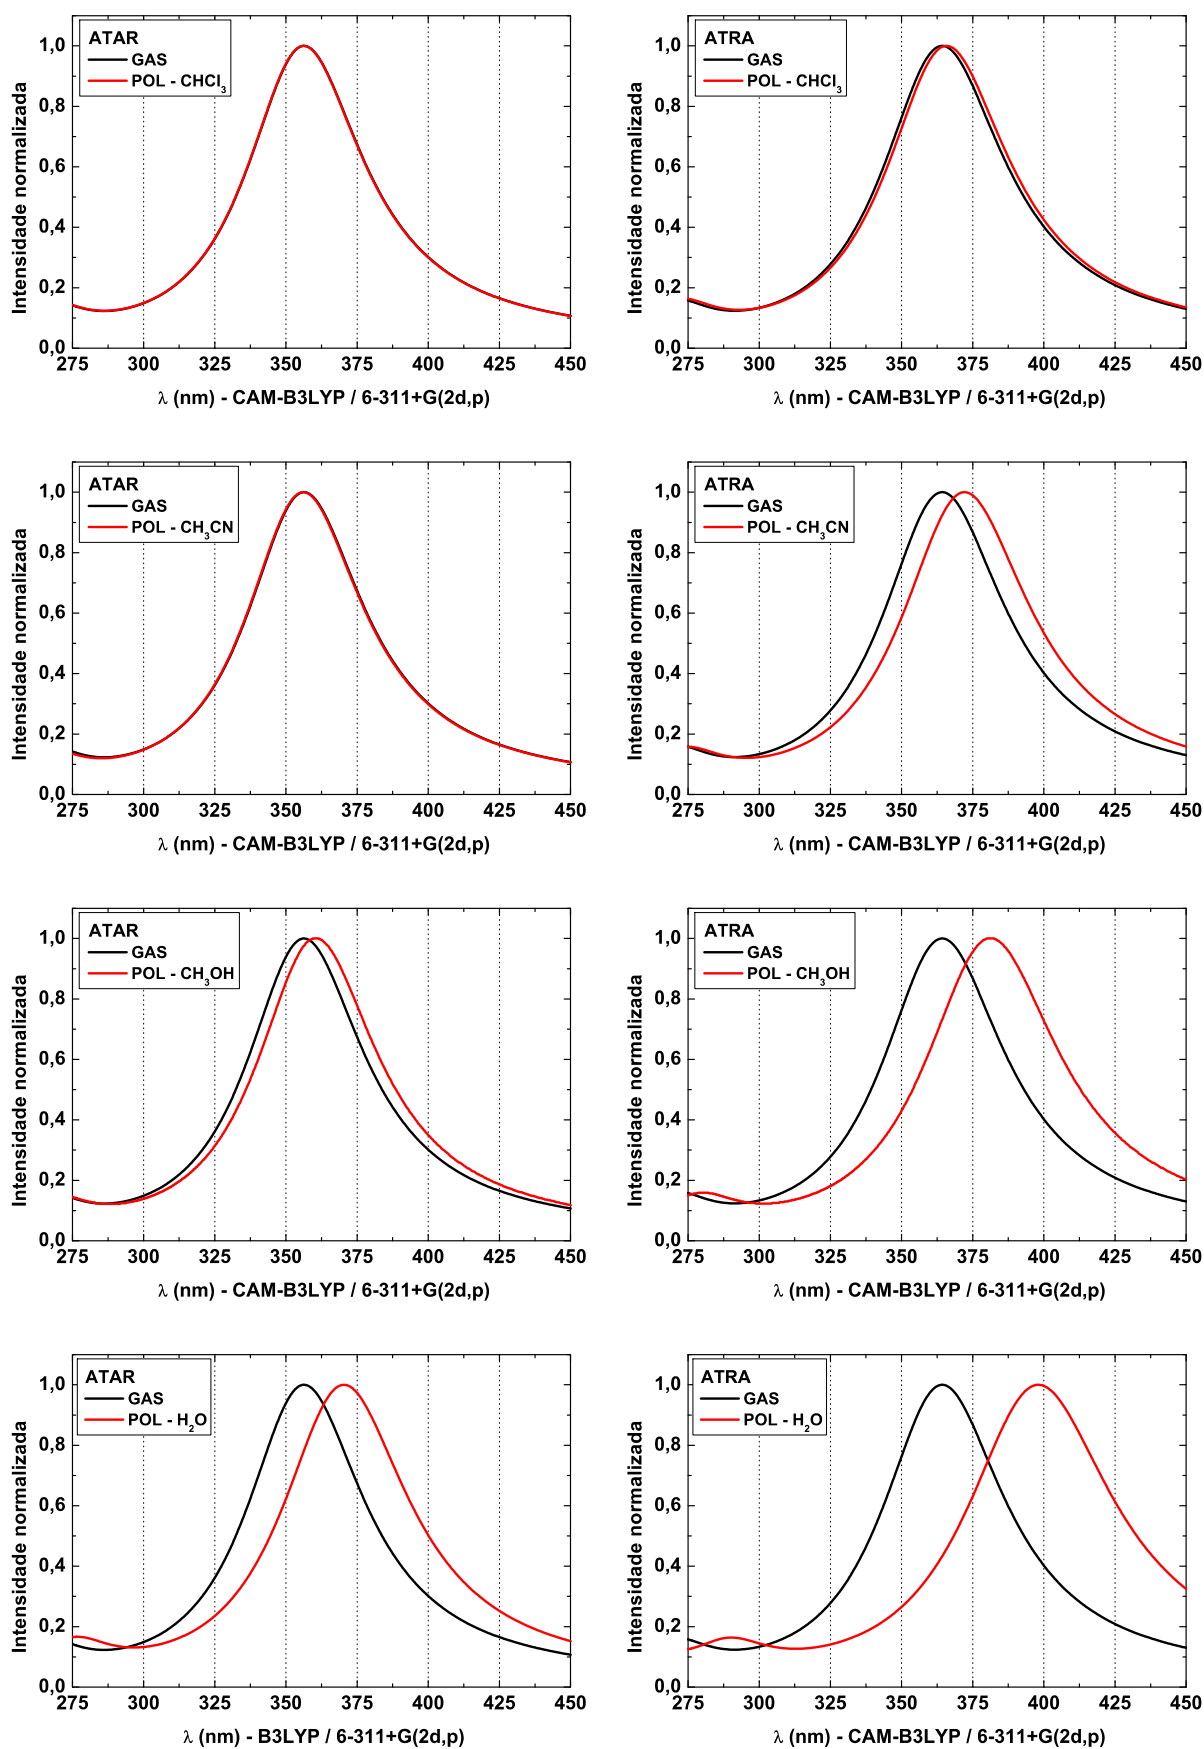 ATAR
GAS
POL - CHCl₃
1,0
0,8
0,6
0,4
0,2
0,0
Intensidade normalizada
275 300 325 350 375 400 425 450
λ (nm) - CAM-B3LYP / 6-311+G(2d,p)
ATRA
GAS
POL - CHCl₃
1,0
0,8
0,6
0,4
0,2
0,0
Intensidade normalizada
275 300 325 350 375 400 425 450
λ (nm) - CAM-B3LYP / 6-311+G(2d,p)
ATAR
GAS
POL - CH₃CN
1,0
0,8
0,6
0,4
0,2
0,0
Intensidade normalizada
275 300 325 350 375 400 425 450
λ (nm) - CAM-B3LYP / 6-311+G(2d,p)
ATRA
GAS
POL - CH₃CN
1,0
0,8
0,6
0,4
0,2
0,0
Intensidade normalizada
275 300 325 350 375 400 425 450
λ (nm) - CAM-B3LYP / 6-311+G(2d,p)
ATAR
GAS
POL - CH₃OH
1,0
0,8
0,6
0,4
0,2
0,0
Intensidade normalizada
275 300 325 350 375 400 425 450
λ (nm) - CAM-B3LYP / 6-311+G(2d,p)
ATRA
GAS
POL - CH₃OH
1,0
0,8
0,6
0,4
0,2
0,0
Intensidade normalizada
275 300 325 350 375 400 425 450
λ (nm) - CAM-B3LYP / 6-311+G(2d,p)
ATAR
GAS
POL - H₂O
1,0
0,8
0,6
0,4
0,2
0,0
Intensidade normalizada
275 300 325 350 375 400 425 450
λ (nm) - B3LYP / 6-311+G(2d,p)
ATRA
GAS
POL - H₂O
1,0
0,8
0,6
0,4
0,2
0,0
Intensidade normalizada
275 300 325 350 375 400 425 450
λ (nm) - CAM-B3LYP / 6-311+G(2d,p)